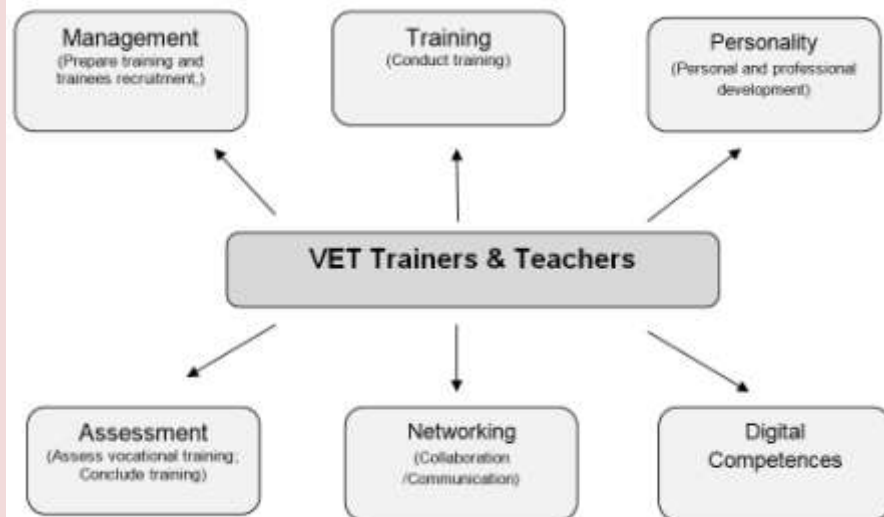 Management
(Prepare training and
trainees recruitment,)
Training
(Conduct training)
Personality
(Personal and professional
development)
VET Trainers & Teachers
Assessment
(Assess vocational training,
Conclude training)
Networking
(Collaboration
/Communication)
Digital
Competences